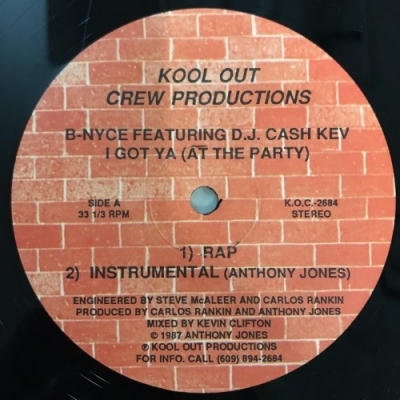 KOOL OUT
CREW PRODUCTIONS
B-NYCE FEATURING D.J. CASH KEV
I GOT YA (AT THE PARTY)
SIDE A
33 1/3 RPM
K.O.C.-2684
STEREO
1) RAP
2) INSTRUMENTAL (ANTHONY JONES)
ENGINEERED BY STEVE McALEER AND CARLOS RANKIN
PRODUCED BY CARLOS RANKIN AND ANTHONY JONES
MIXED BY KEVIN CLIFTON
© 1987 ANTHONY JONES
℗ KOOL OUT PRODUCTIONS
FOR INFO. CALL (609) 894-2684